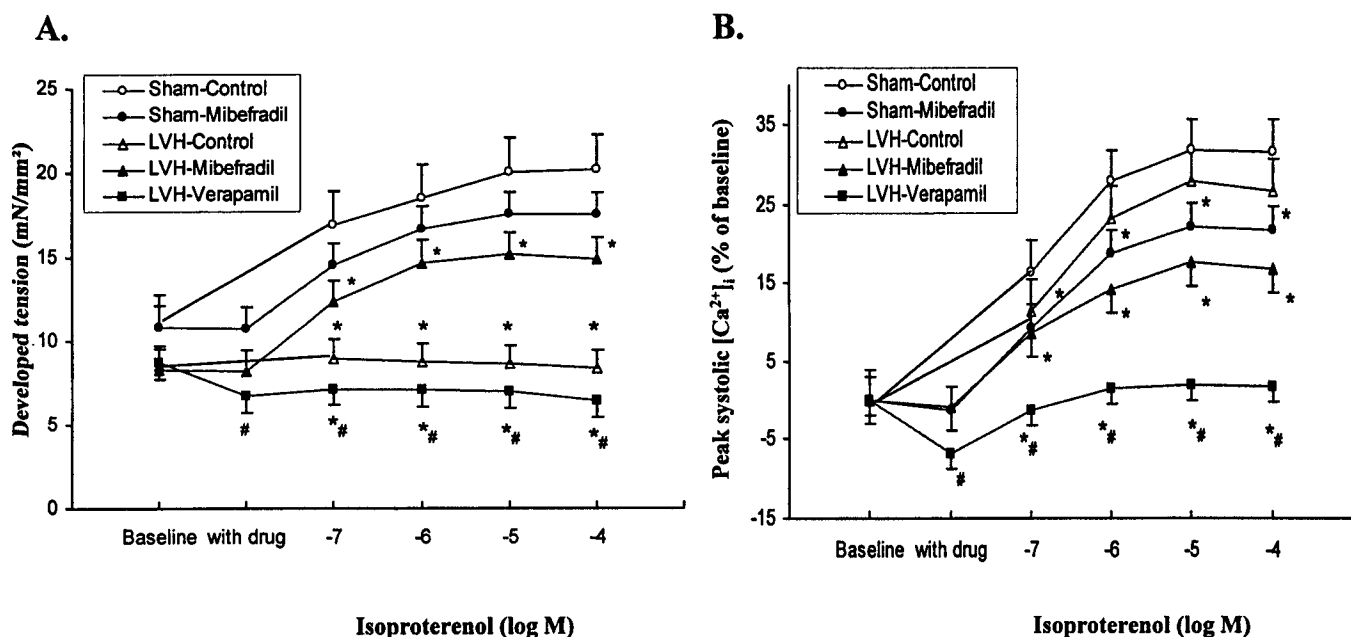 A.
Sham-Control
Sham-Mibefradil
LVH-Control
LVH-Mibefradil
LVH-Verapamil
Developed tension (mN/mm²)
25
20
15
10
5
0
* * * *
* * * *
# *# *# *# *#
Baseline with drug -7 -6 -5 -4
Isoproterenol (log M)
B.
Sham-Control
Sham-Mibefradil
LVH-Control
LVH-Mibefradil
LVH-Verapamil
Peak systolic [Ca²⁺]ᵢ (% of baseline)
35
25
15
5
-5
-15
* * * *
* * * *
# *# *# *# *#
Baseline with drug -7 -6 -5 -4
Isoproterenol (log M)